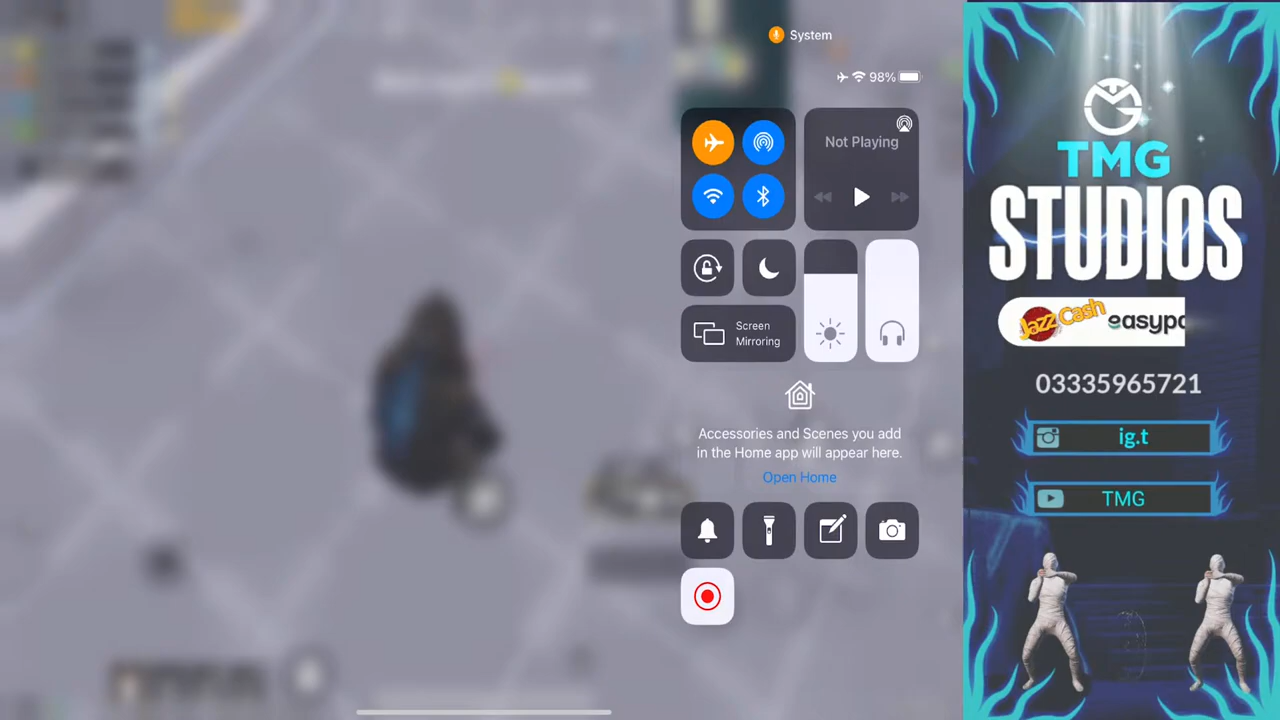 System
98%
Not Playing
Screen
Mirroring
Accessories and Scenes you add
in the Home app will appear here.
Open Home
TMG
STUDIOS
JazzCash easypa
03335965721
ig.t
TMG